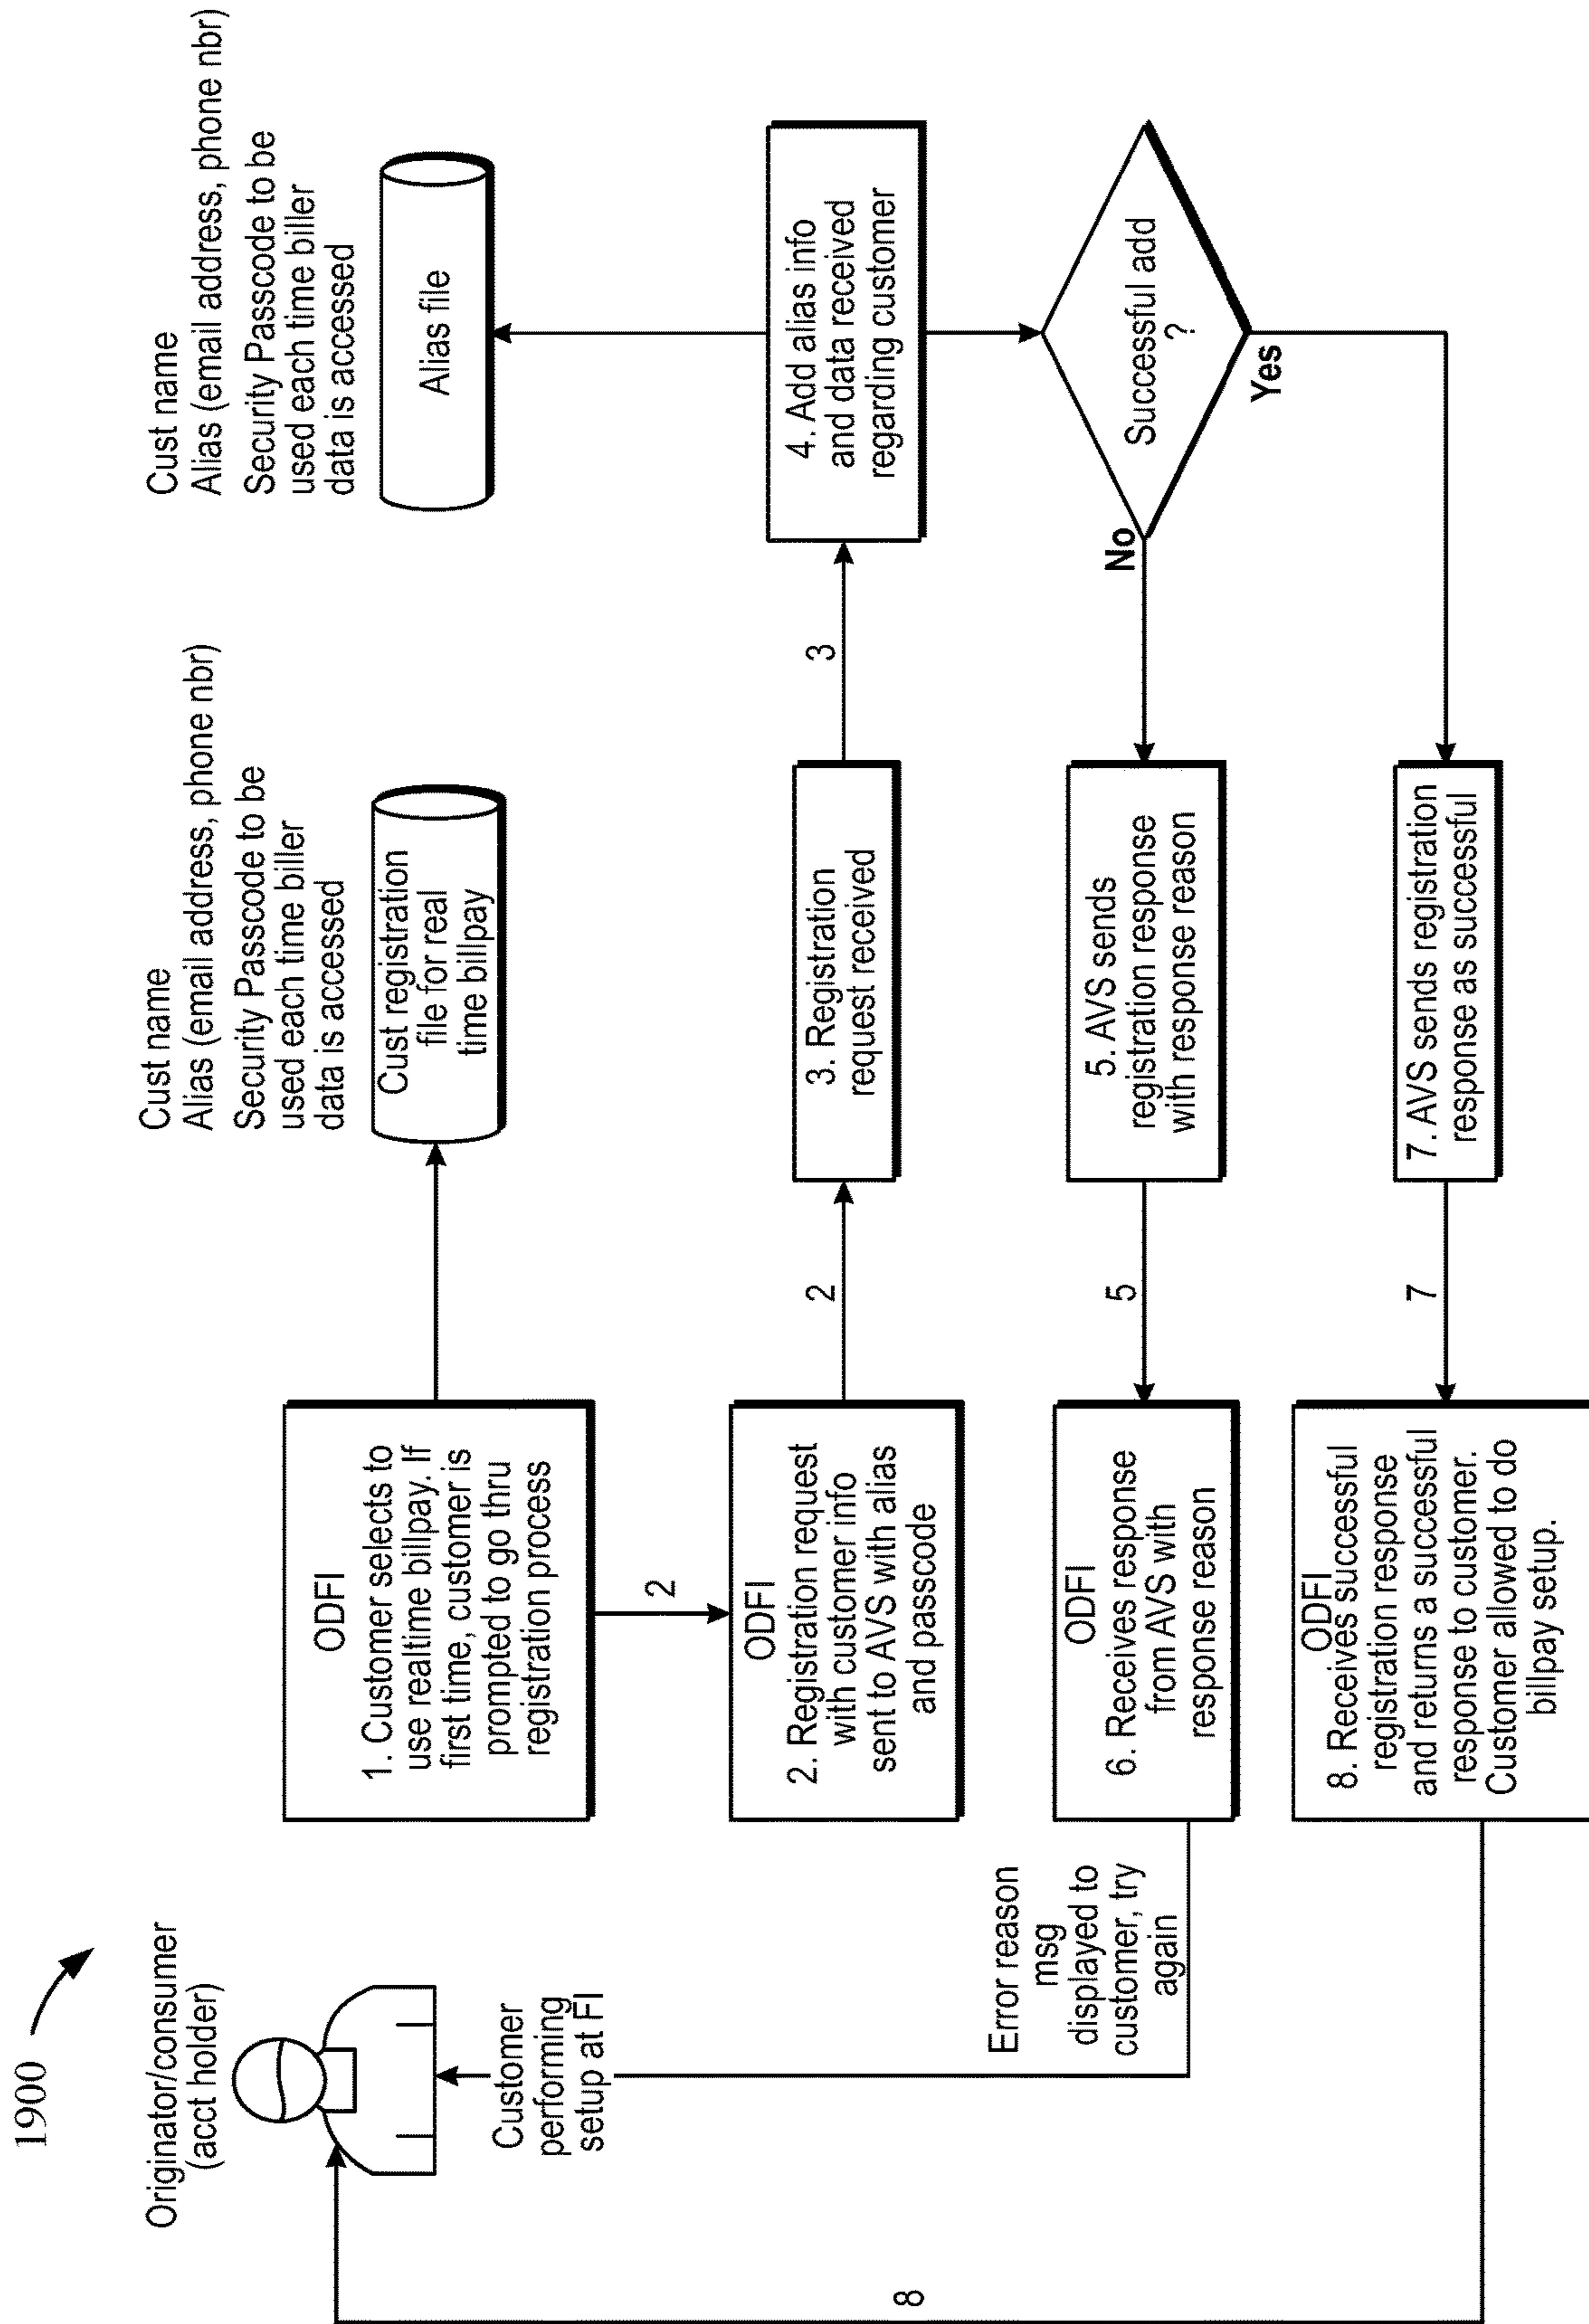 1900
Originator/consumer
(acct holder)
Customer
performing
setup at FI
Error reason
msg
displayed to
customer, try
again
8
ODFI
1. Customer selects to
use realtime billpay. If
first time, customer is
prompted to go thru
registration process
2
ODFI
2. Registration request
with customer info
sent to AVS with alias
and passcode
ODFI
6. Receives response
from AVS with
response reason
ODFI
8. Receives successful
registration response
and returns a successful
response to customer.
Customer allowed to do
billpay setup.
2
5
7
Cust name
Alias (email address, phone nbr)
Security Passcode to be
used each time biller
data is accessed
Cust registration
file for real
time billpay
3. Registration
request received
5. AVS sends
registration response
with response reason
7. AVS sends registration
response as successful
3
Cust name
Alias (email address, phone nbr)
Security Passcode to be
used each time biller
data is accessed
Alias file
4. Add alias info
and data received
regarding customer
Successful add
?
No
Yes